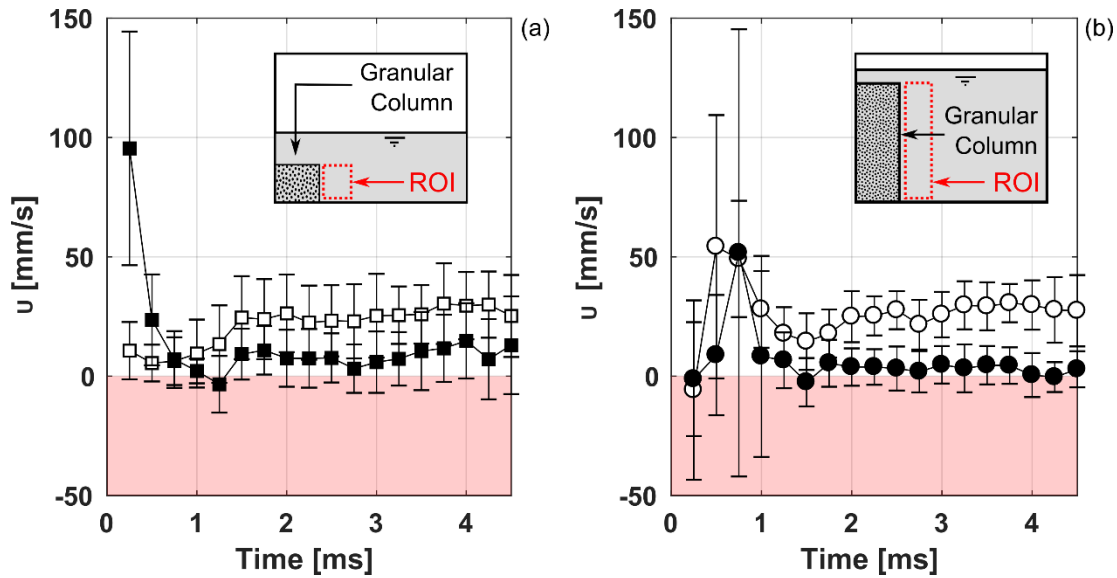 (a)
150
100
50
0
-50
u [mm/s]
Granular
Column
ROI
0 1 2 3 4
Time [ms]
(b)
150
100
50
0
-50
u [mm/s]
Granular
Column
ROI
0 1 2 3 4
Time [ms]